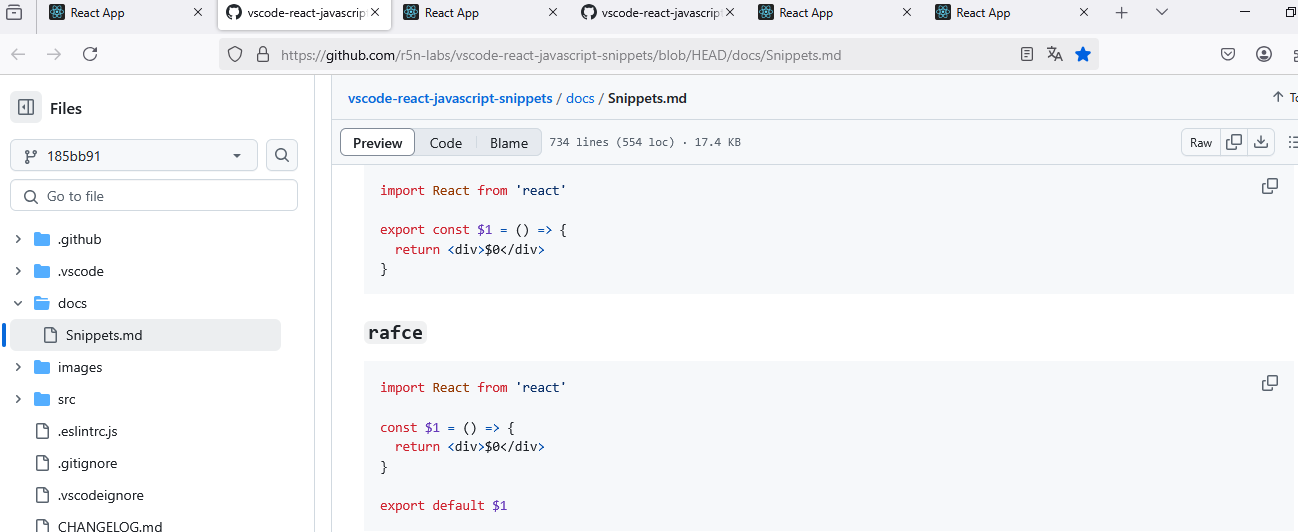 React App
vscode-react-javascript
React App
vscode-react-javascript
React App
React App
https://github.com/r5n-labs/vscode-react-javascript-snippets/blob/HEAD/docs/Snippets.md
Files
185bb91
Go to file
.github
.vscode
docs
Snippets.md
images
src
.eslintrc.js
.gitignore
.vscodeignore
CHANGELOG.md
vscode-react-javascript-snippets / docs / Snippets.md
Preview Code Blame 734 lines (554 loc) · 17.4 KB Raw
import React from 'react'
export const $1 = () => {
return <div>$0</div>
}
rafce
import React from 'react'
const $1 = () => {
return <div>$0</div>
}
export default $1